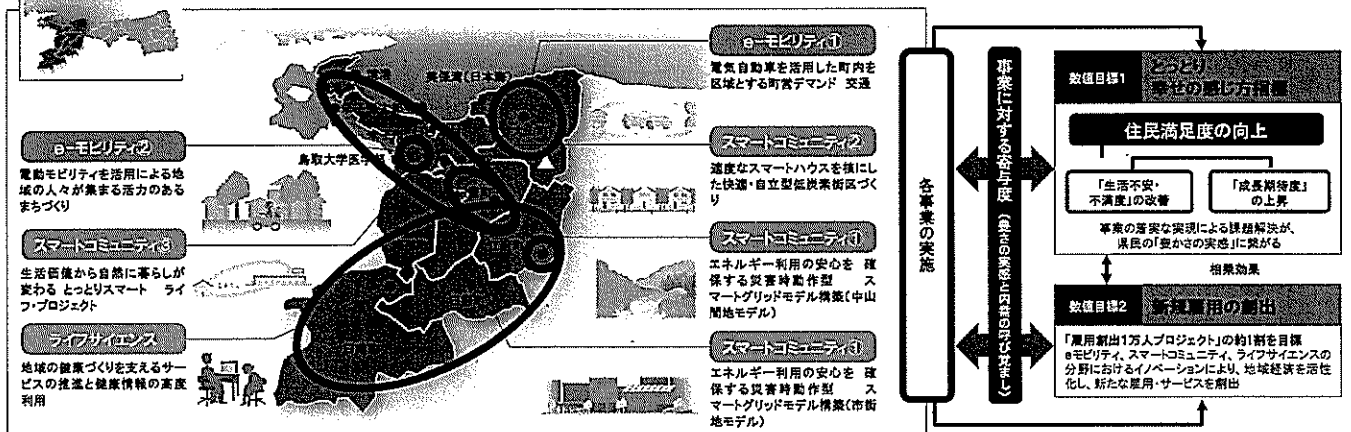 e-モビリティ①
電気自動車を活用した町内を
区域とする町営デマンド 交通
美保湾(日本海)
鳥取大学医学部
e-モビリティ②
電動モビリティを活用による地
域の人々が集まる活力のある
まちづくり
スマートコミュニティ③
生活価値から自然に暮らしが
変わる とっとりスマート ライ
フ・プロジェクト
ライフサイエンス
地域の健康づくりを支えるサー
ビスの推進と健康情報の高度
利用
スマートコミュニティ②
速度なスマートハウスを核にし
た快適・自立型低炭素街区づく
り
スマートコミュニティ①
エネルギー利用の安心を 確
保する災害時動作型 ス
マートグリッドモデル構築(中山
間地モデル)
スマートコミュニティ①
エネルギー利用の安心を 確
保する災害時動作型 ス
マートグリッドモデル構築(市街
地モデル)
各事業の実施
事業に対する寄与度(豊さの実感と内需の呼び覚まし)
数値目標1
とっとり
幸せの感じ方指標
住民満足度の向上
「生活不安・
不満度」の改善
「成長期待度」
の上昇
事業の着実な実現による課題解決が、
県民の「豊かさの実感」に繋がる
相乗効果
数値目標2
新規雇用の創出
「雇用創出1万人プロジェクト」の約1割を目標
eモビリティ、スマートコミュニティ、ライフサイエンスの
分野におけるイノベーションにより、地域経済を活性
化し、新たな雇用・サービスを創出